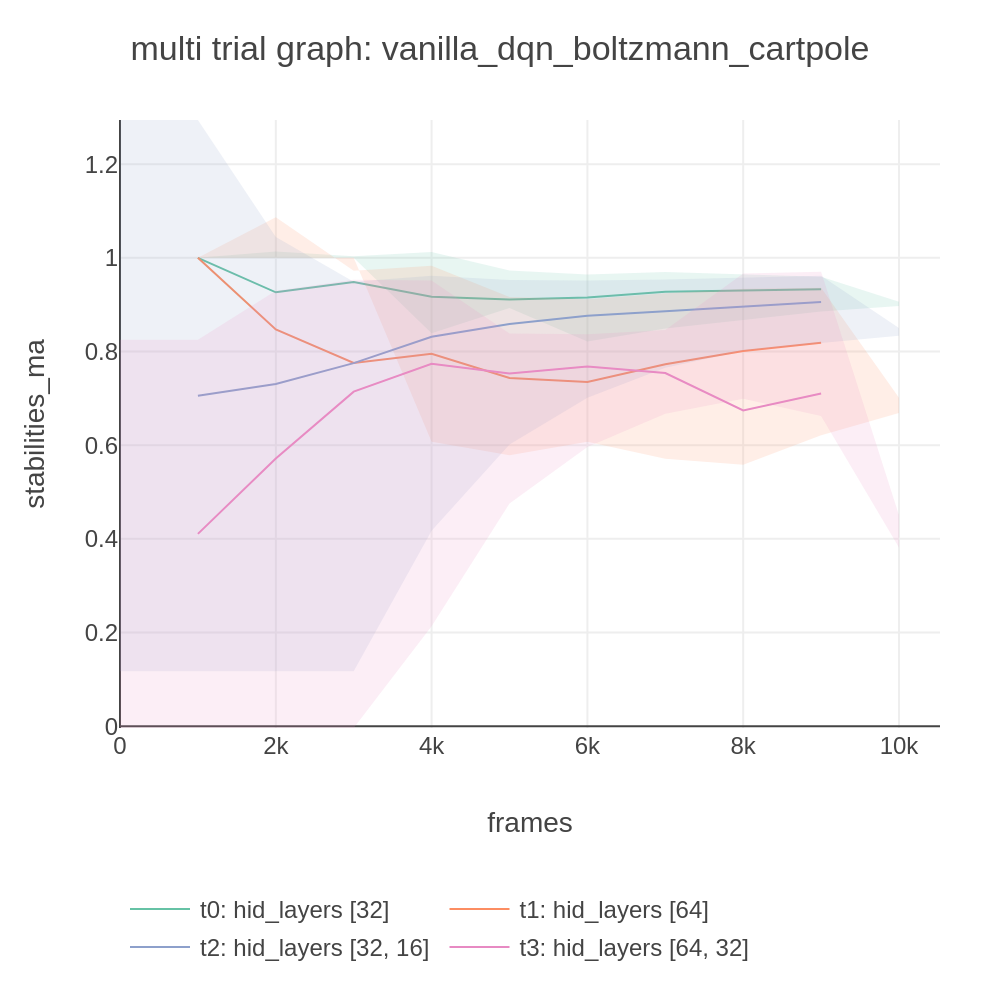 multi trial graph: vanilla_dqn_boltzmann_cartpole
stabilities_ma
1.2
1
0.8
0.6
0.4
0.2
0
0 2k 4k 6k 8k 10k
frames
t0: hid_layers [32] t1: hid_layers [64]
t2: hid_layers [32, 16] t3: hid_layers [64, 32]